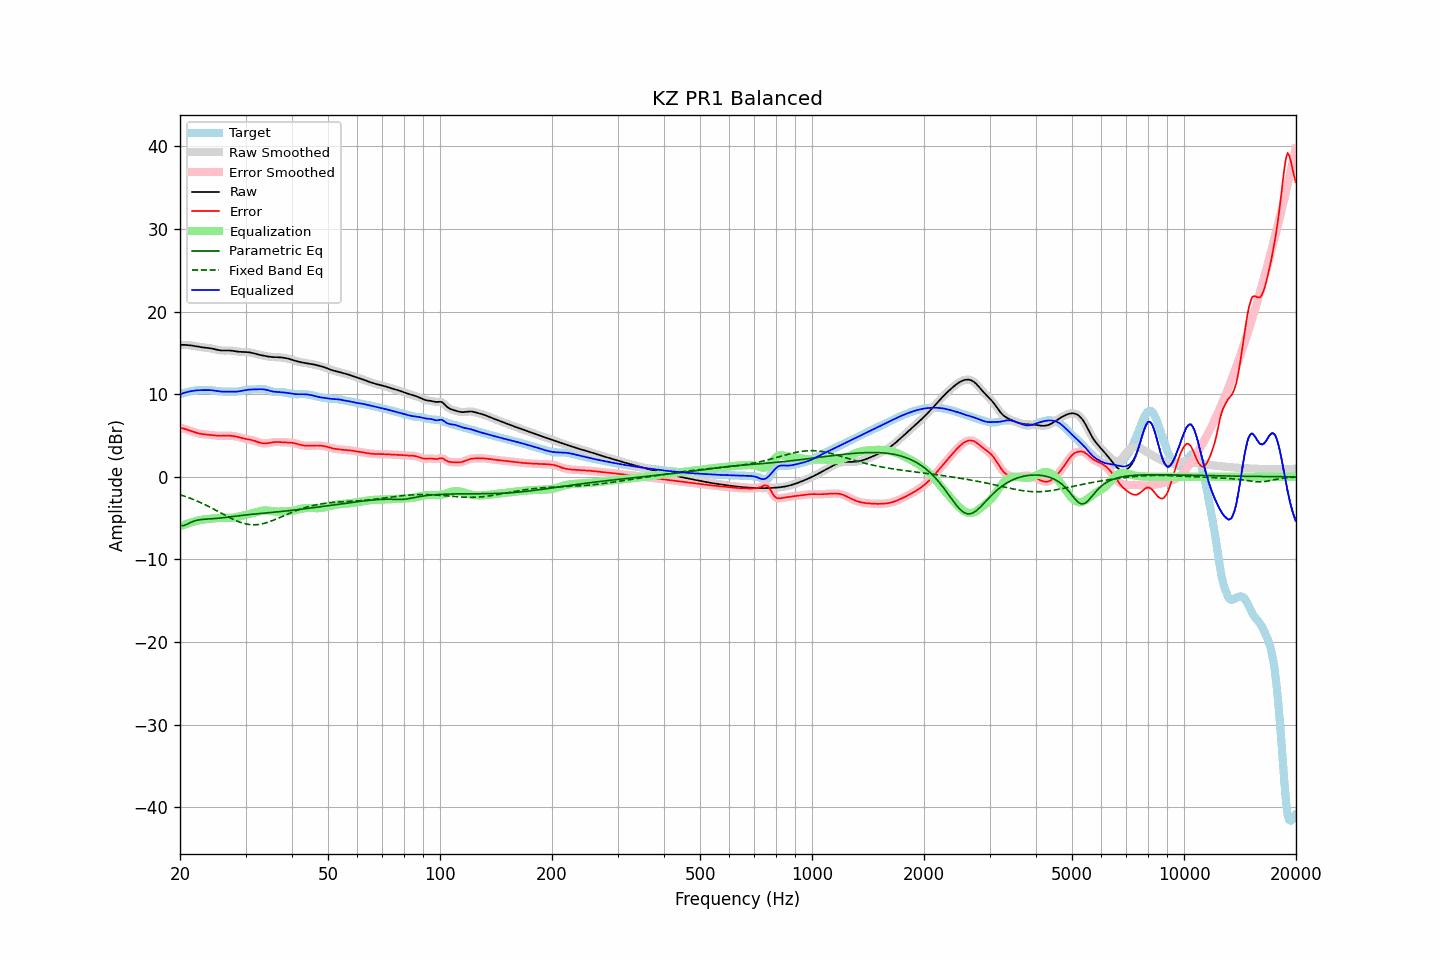 KZ PR1 Balanced
Target
Raw Smoothed
Error Smoothed
Raw
Error
Equalization
Parametric Eq
Fixed Band Eq
Equalized
Amplitude (dBr)
40
30
20
10
0
−10
−20
−30
−40
20 50 100 200 500 1000 2000 5000 10000 20000
Frequency (Hz)